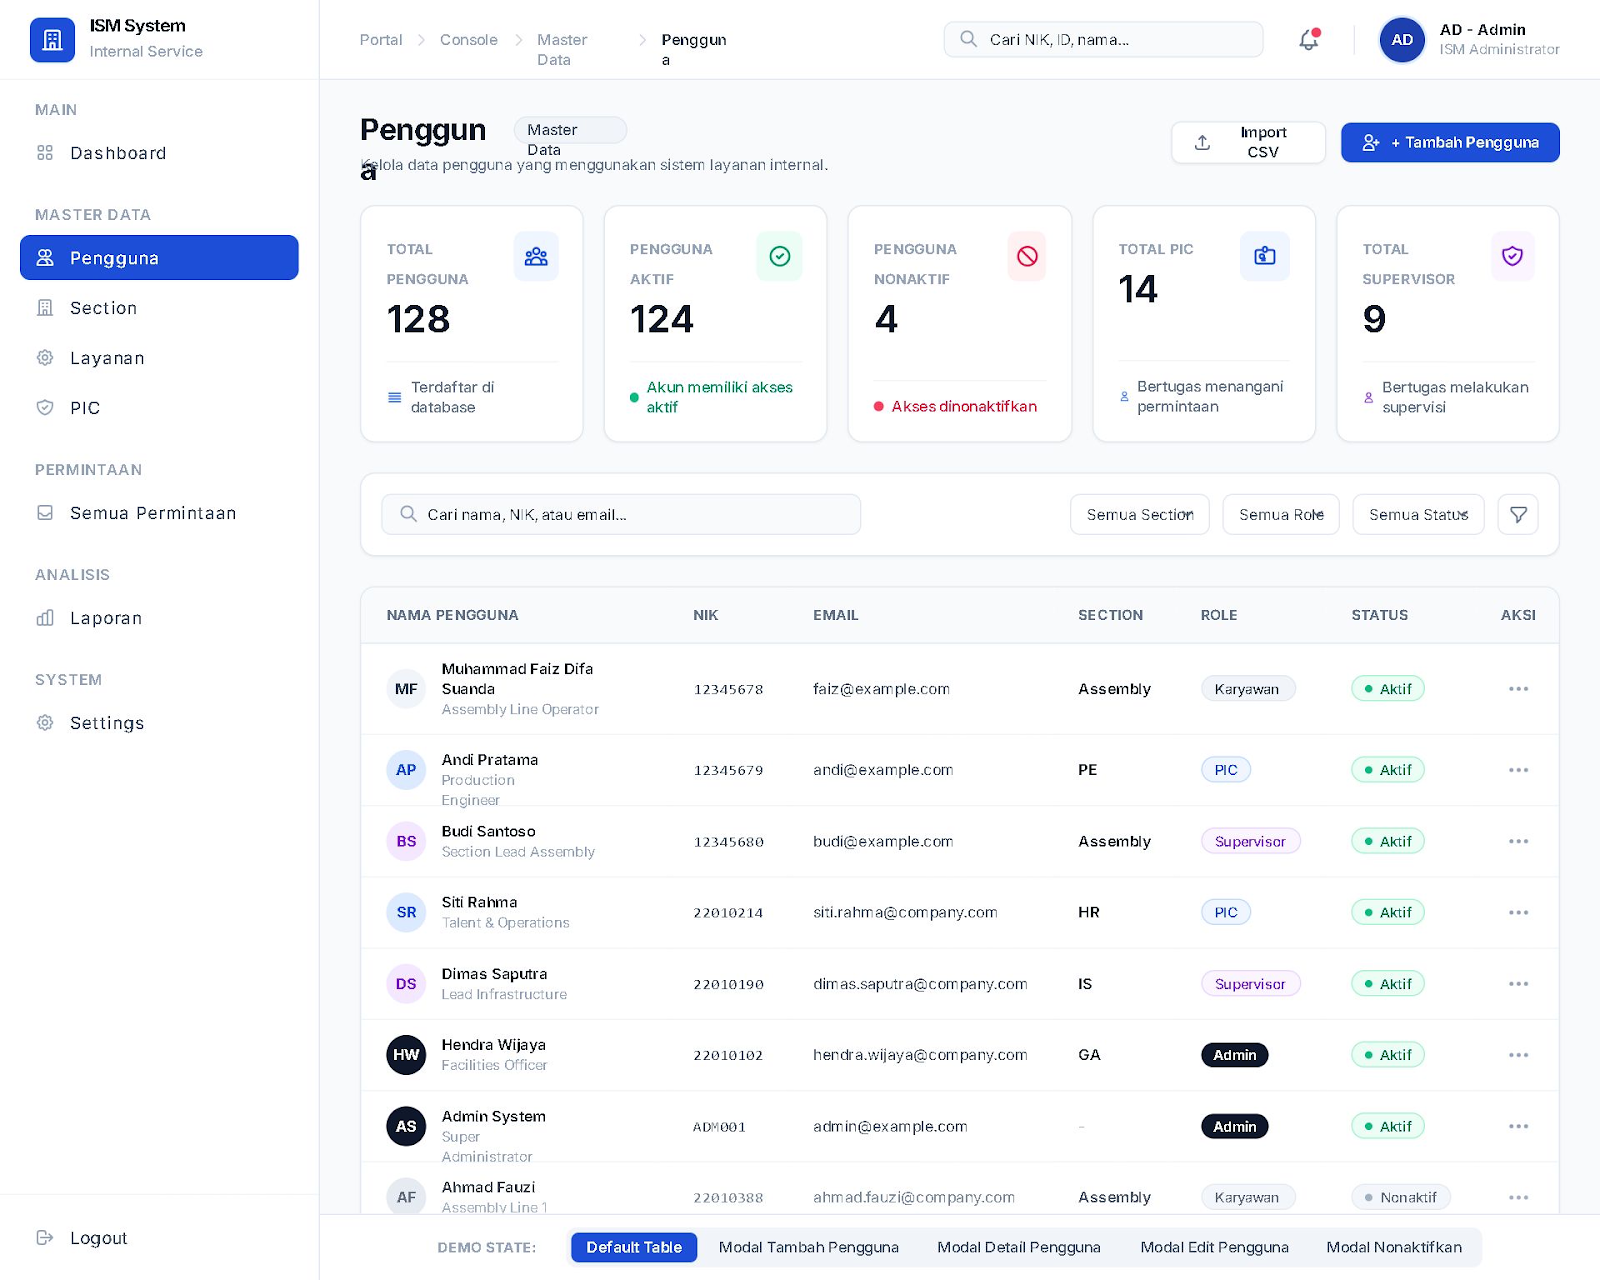 ISM System
Internal Service
Portal
Console
Master
Data
Penggun
a
Cari NIK, ID, nama...
AD
AD - Admin
ISM Administrator
MAIN
Dashboard
MASTER DATA
Pengguna
Section
Layanan
PIC
PERMINTAAN
Semua Permintaan
ANALISIS
Laporan
SYSTEM
Settings
Logout
Penggun
a
Master
Data
Kelola data pengguna yang menggunakan sistem layanan internal.
Import
CSV
+ Tambah Pengguna
TOTAL
PENGGUNA
128
Terdaftar di
database
PENGGUNA
AKTIF
124
Akun memiliki akses
aktif
PENGGUNA
NONAKTIF
4
Akses dinonaktifkan
TOTAL PIC
14
Bertugas menangani
permintaan
TOTAL
SUPERVISOR
9
Bertugas melakukan
supervisi
Cari nama, NIK, atau email...
Semua Section
Semua Role
Semua Status
NAMA PENGGUNA NIK EMAIL SECTION ROLE STATUS AKSI
MF
Muhammad Faiz Difa
Suanda
Assembly Line Operator
12345678 faiz@example.com Assembly Karyawan Aktif
AP
Andi Pratama
Production
Engineer
12345679 andi@example.com PE PIC Aktif
BS
Budi Santoso
Section Lead Assembly
12345680 budi@example.com Assembly Supervisor Aktif
SR
Siti Rahma
Talent & Operations
22010214 siti.rahma@company.com HR PIC Aktif
DS
Dimas Saputra
Lead Infrastructure
22010190 dimas.saputra@company.com IS Supervisor Aktif
HW
Hendra Wijaya
Facilities Officer
22010102 hendra.wijaya@company.com GA Admin Aktif
AS
Admin System
Super
Administrator
ADM001 admin@example.com - Admin Aktif
AF
Ahmad Fauzi
Assembly Line 1
22010388 ahmad.fauzi@company.com Assembly Karyawan Nonaktif
DEMO STATE: Default Table Modal Tambah Pengguna Modal Detail Pengguna Modal Edit Pengguna Modal Nonaktifkan